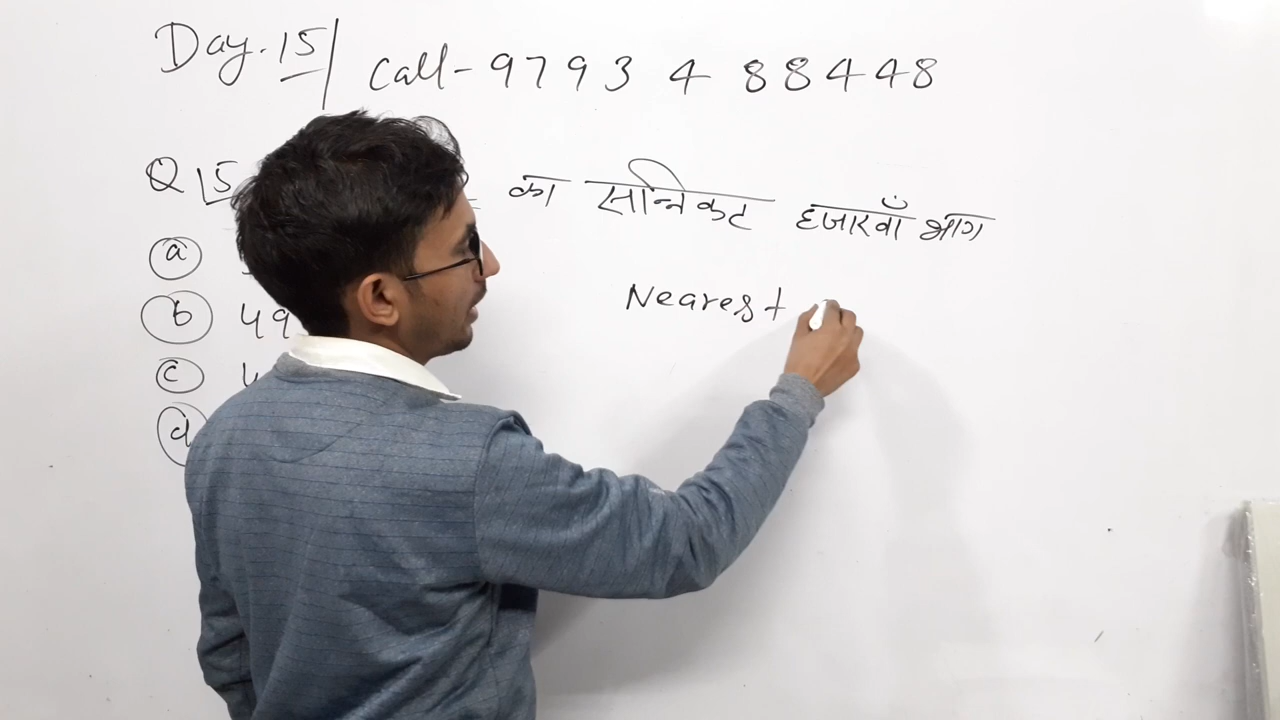 Day. 15
Call - 9793 4 88448
Q 15 का सन्निकट हजारवाँ भाग
a
b 49
c 4
d
Nearest